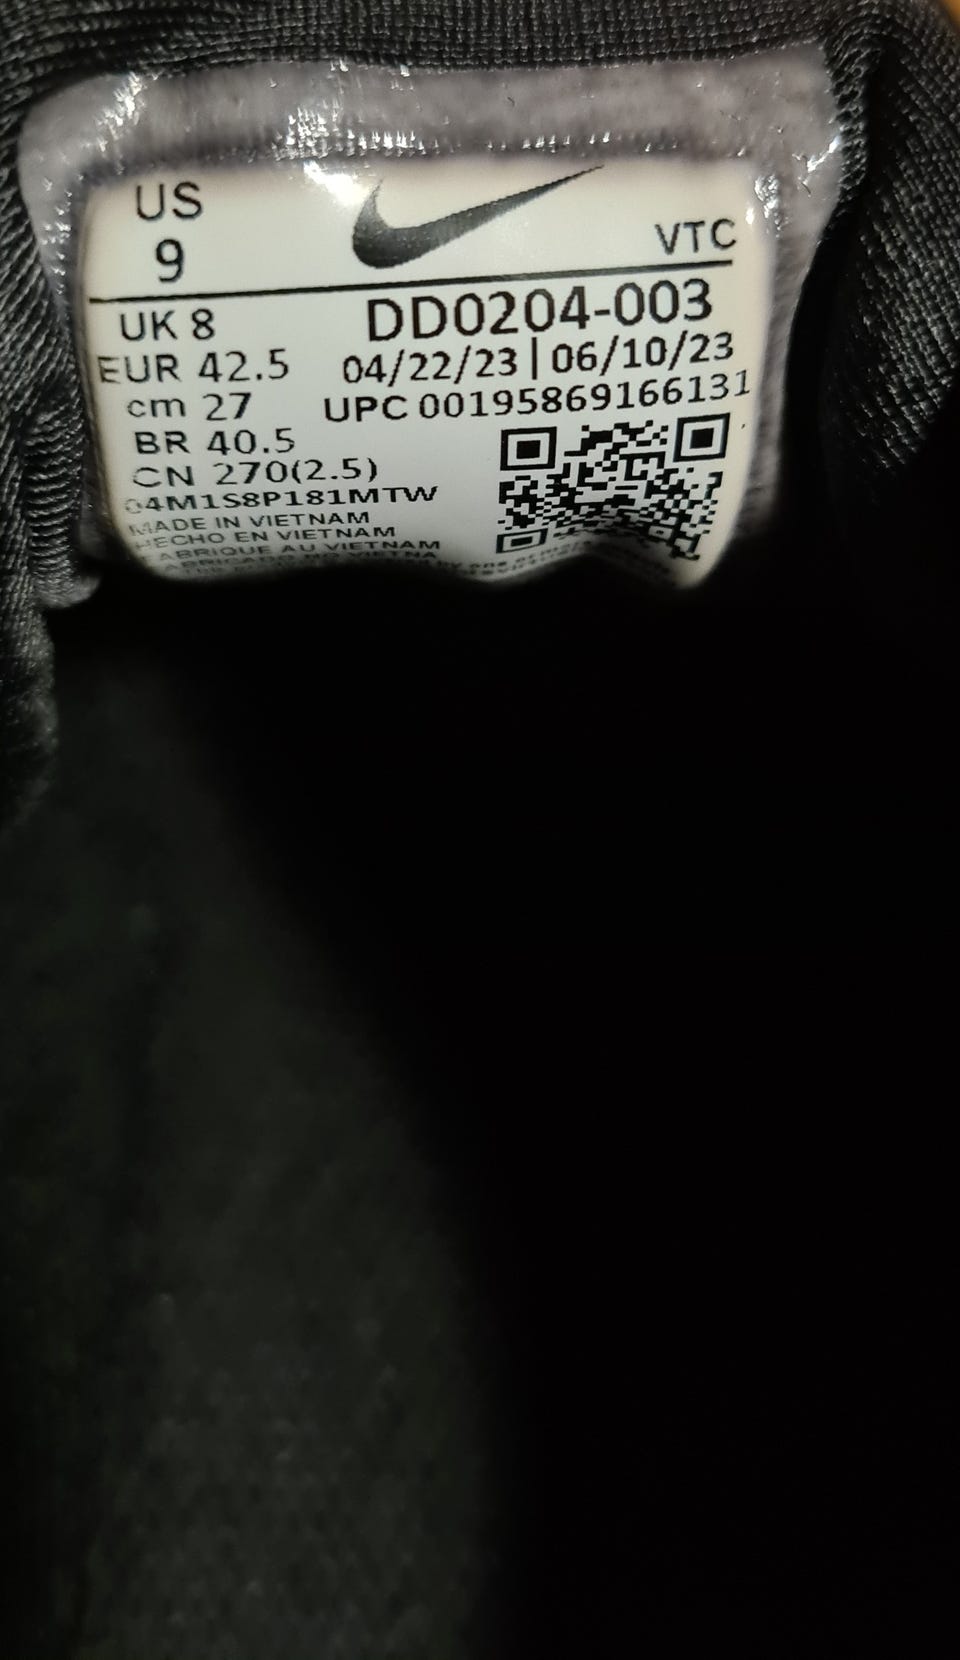 US
9
VTC
UK 8
DD0204-003
EUR 42.5
04/22/23 | 06/10/23
cm 27
UPC 00195869166131
BR 40.5
CN 270(2.5)
04M1S8P181MTW
MADE IN VIETNAM
HECHO EN VIETNAM
FABRIQUE AU VIETNAM